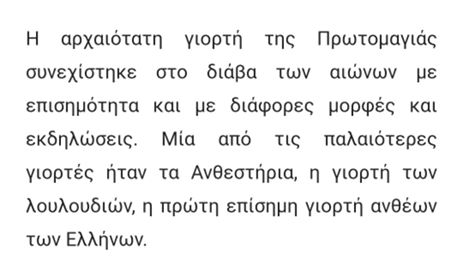 Η αρχαιότατη γιορτή της Πρωτομαγιάς
συνεχίστηκε στο διάβα των αιώνων με
επισημότητα και με διάφορες μορφές και
εκδηλώσεις. Μία από τις παλαιότερες
γιορτές ήταν τα Ανθεστήρια, η γιορτή των
λουλουδιών, η πρώτη επίσημη γιορτή ανθέων
των Ελλήνων.